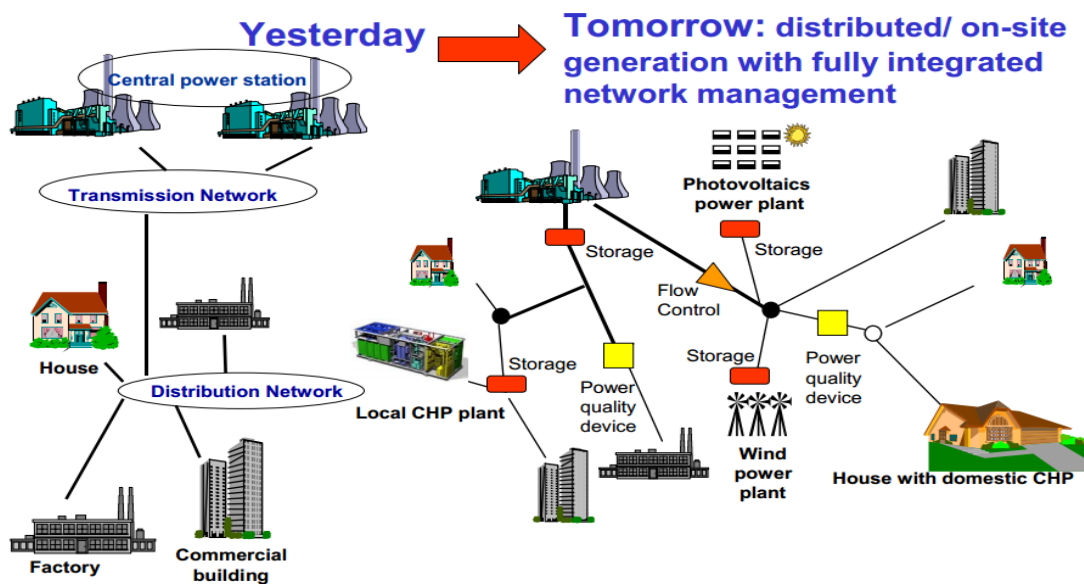 Yesterday
Tomorrow: distributed/ on-site
generation with fully integrated
network management
Central power station
Transmission Network
House
Distribution Network
Factory
Commercial
building
Photovoltaics
power plant
Storage
Storage
Flow
Control
Storage
Storage
Local CHP plant
Power
quality
device
Power
quality
device
Wind
power
plant
House with domestic CHP